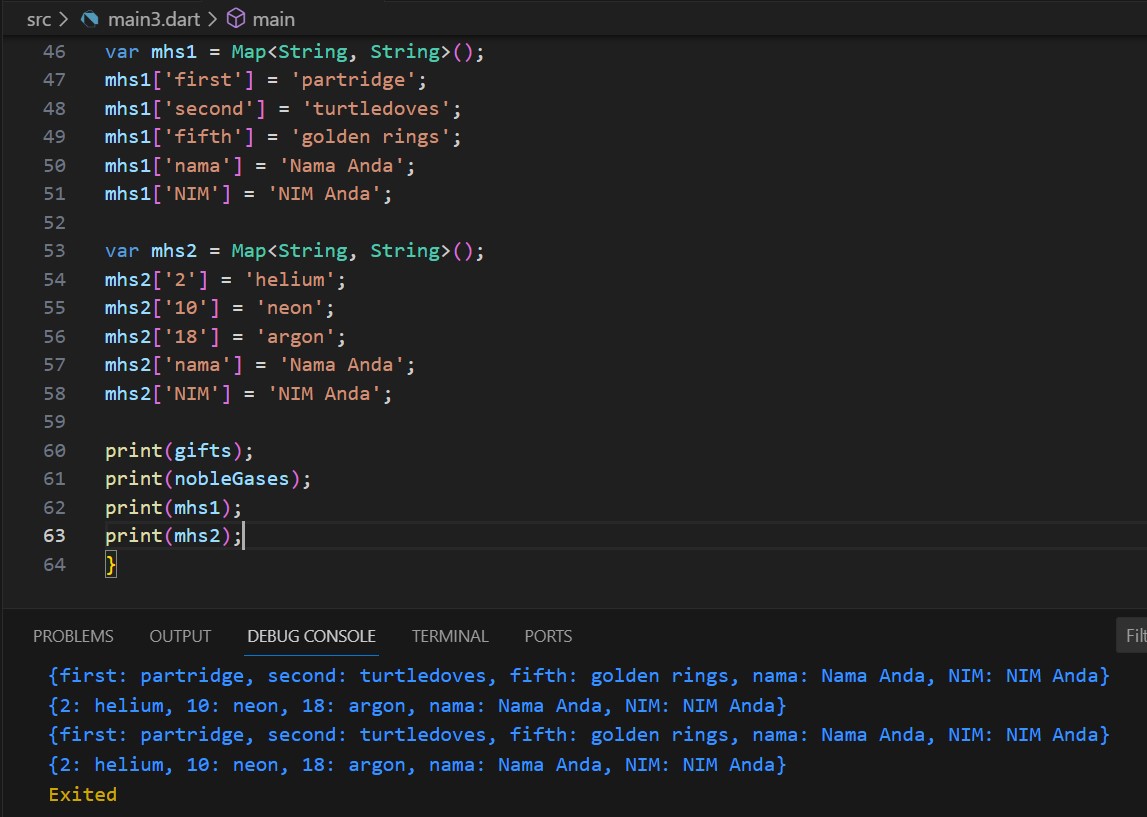 src > main3.dart > main
46 var mhs1 = Map<String, String>();
47 mhs1['first'] = 'partridge';
48 mhs1['second'] = 'turtledoves';
49 mhs1['fifth'] = 'golden rings';
50 mhs1['nama'] = 'Nama Anda';
51 mhs1['NIM'] = 'NIM Anda';
52
53 var mhs2 = Map<String, String>();
54 mhs2['2'] = 'helium';
55 mhs2['10'] = 'neon';
56 mhs2['18'] = 'argon';
57 mhs2['nama'] = 'Nama Anda';
58 mhs2['NIM'] = 'NIM Anda';
59
60 print(gifts);
61 print(nobleGases);
62 print(mhs1);
63 print(mhs2);
64 }
PROBLEMS OUTPUT DEBUG CONSOLE TERMINAL PORTS Filt
{first: partridge, second: turtledoves, fifth: golden rings, nama: Nama Anda, NIM: NIM Anda}
{2: helium, 10: neon, 18: argon, nama: Nama Anda, NIM: NIM Anda}
{first: partridge, second: turtledoves, fifth: golden rings, nama: Nama Anda, NIM: NIM Anda}
{2: helium, 10: neon, 18: argon, nama: Nama Anda, NIM: NIM Anda}
Exited